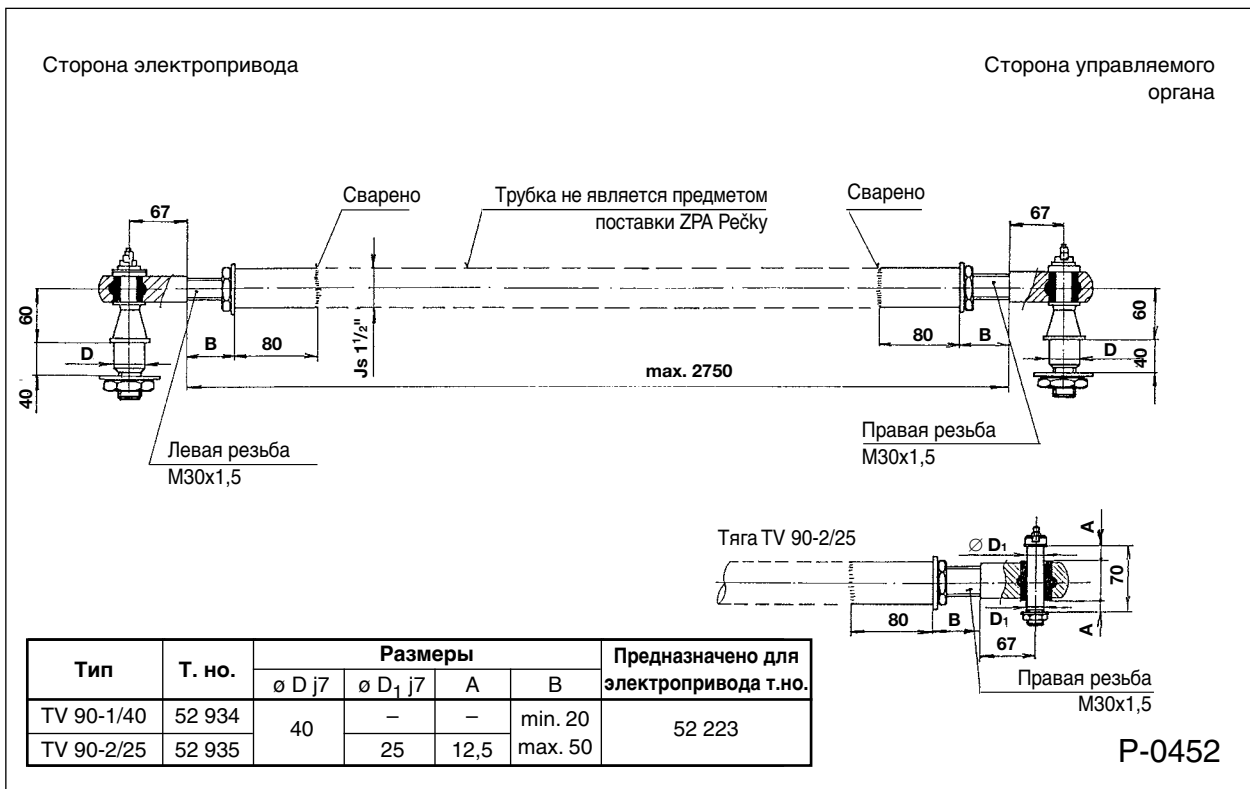 Сторона электропривода
Сторона управляемого
органа
Сварено
Трубка не является предметом
поставки ZPA Pečky
Сварено
67
67
60
60
D
B
80
Js 1 1/2"
80
B
D
40
40
max. 2750
Левая резьба
M30x1,5
Правая резьба
M30x1,5
Тяга TV 90-2/25
∅ D1
A
70
80
B
D1
A
67
Правая резьба
M30x1,5
Тип
Т. но.
Размеры
Предназначено для
электропривода т.но.
ø D j7
ø D1 j7
A
B
TV 90-1/40
52 934
40
–
–
min. 20
max. 50
52 223
TV 90-2/25
52 935
25
12,5
P-0452